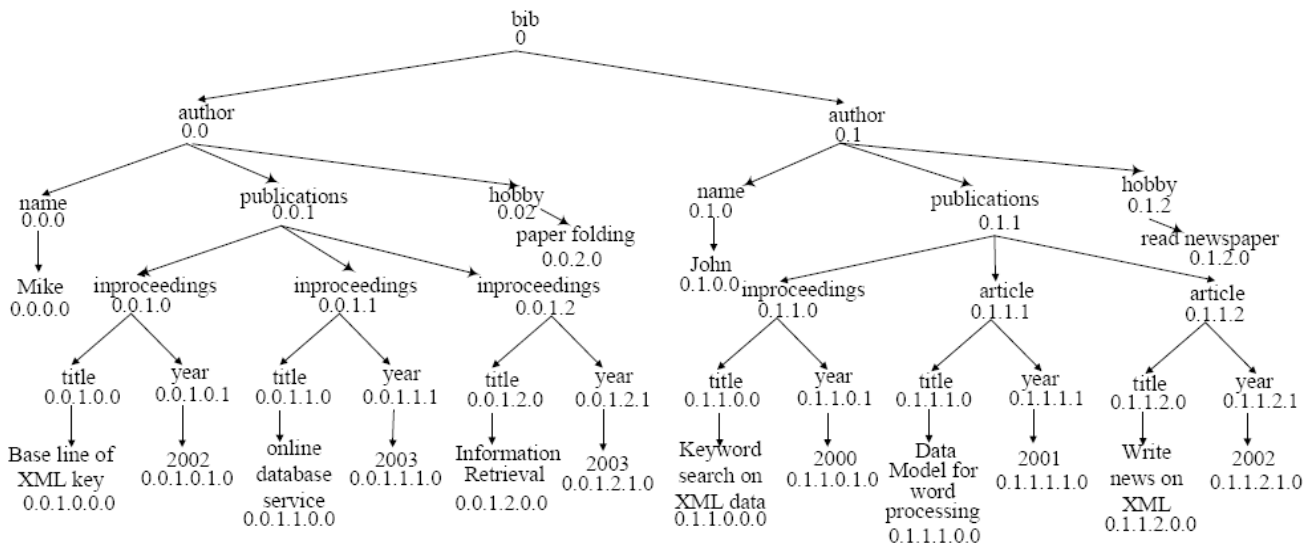 bib
0
author
0.0
author
0.1
name
0.0.0
publications
0.0.1
hobby
0.02
name
0.1.0
publications
0.1.1
hobby
0.1.2
paper folding
0.0.2.0
read newspaper
0.1.2.0
Mike
0.0.0.0
inproceedings
0.0.1.0
inproceedings
0.0.1.1
inproceedings
0.0.1.2
John
0.1.0.0
inproceedings
0.1.1.0
article
0.1.1.1
article
0.1.1.2
title
0.0.1.0.0
year
0.0.1.0.1
title
0.0.1.1.0
year
0.0.1.1.1
title
0.01.2.0
year
0.0.1.2.1
title
0.1.1.0.0
year
0.1.1.0.1
title
0.1.1.1.0
year
0.1.1.1.1
title
0.1.1.2.0
year
0.1.1.2.1
Base line of
XML key
0.0.1.0.0.0
2002
0.0.1.0.1.0
online
database
service
0.0.1.1.0.0
2003
0.0.1.1.1.0
Information
Retrieval
0.0.1.2.0.0
2003
0.0.1.2.1.0
Keyword
search on
XML data
0.1.1.0.0.0
2000
0.1.1.0.1.0
Data
Model for
word
processing
0.1.1.1.0.0
2001
0.1.1.1.1.0
Write
news on
XML
0.1.1.2.0.0
2002
0.1.1.2.1.0